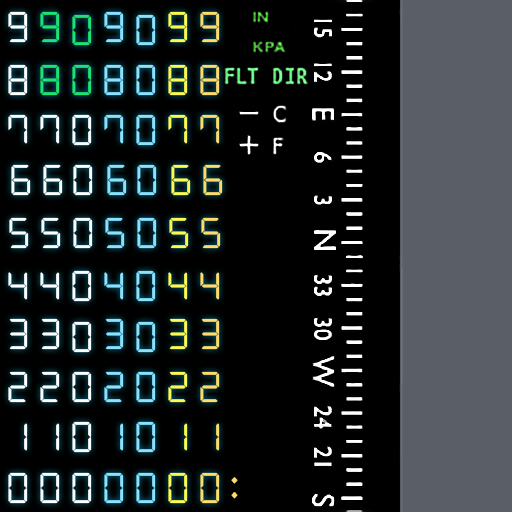 9909099
IN
KPA
8808088
FLT DIR
7707077
− C
+ F
6606066
5505055
4404044
3303033
2202022
1101011
0000000:
15
12
E
6
3
N
33
30
W
24
21
S